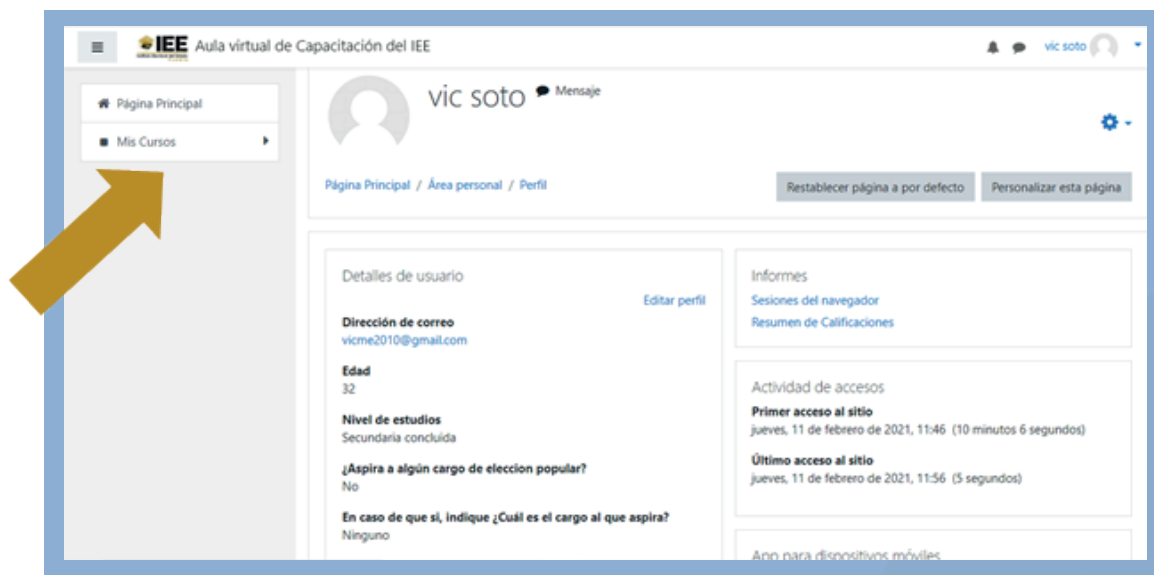 IEE Aula virtual de Capacitación del IEE
vic soto
Página Principal
Mis Cursos
vic soto Mensaje
Página Principal / Área personal / Perfil
Restablecer página a por defecto
Personalizar esta página
Detalles de usuario
Editar perfil
Dirección de correo
vicme2010@gmail.com
Edad
32
Nivel de estudios
Secundaria concluida
¿Aspira a algún cargo de eleccion popular?
No
En caso de que si, indique ¿Cuál es el cargo al que aspira?
Ninguno
Informes
Sesiones del navegador
Resumen de Calificaciones
Actividad de accesos
Primer acceso al sitio
jueves, 11 de febrero de 2021, 11:46 (10 minutos 6 segundos)
Último acceso al sitio
jueves, 11 de febrero de 2021, 11:56 (5 segundos)
App para dispositivos móviles